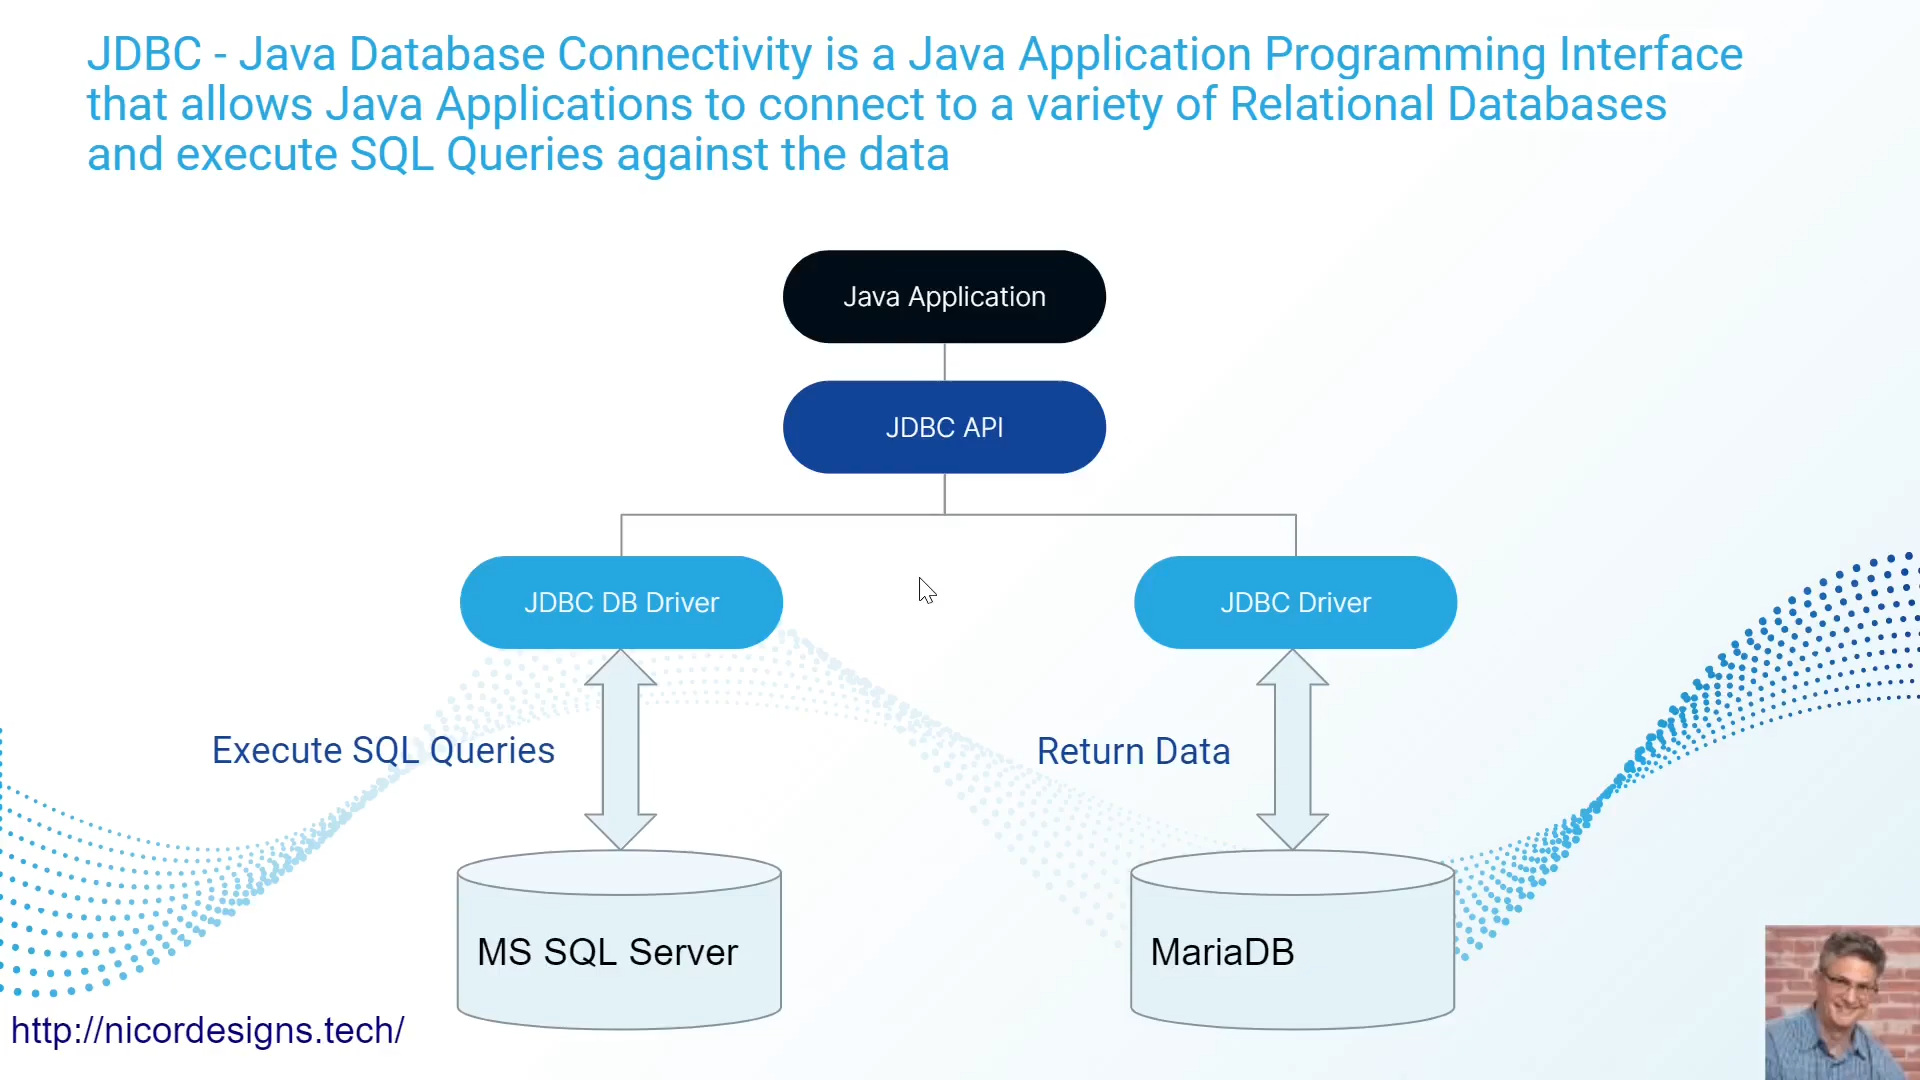 JDBC - Java Database Connectivity is a Java Application Programming Interface
that allows Java Applications to connect to a variety of Relational Databases
and execute SQL Queries against the data
Java Application
JDBC API
JDBC DB Driver
JDBC Driver
Execute SQL Queries
Return Data
MS SQL Server
MariaDB
http://nicordesigns.tech/